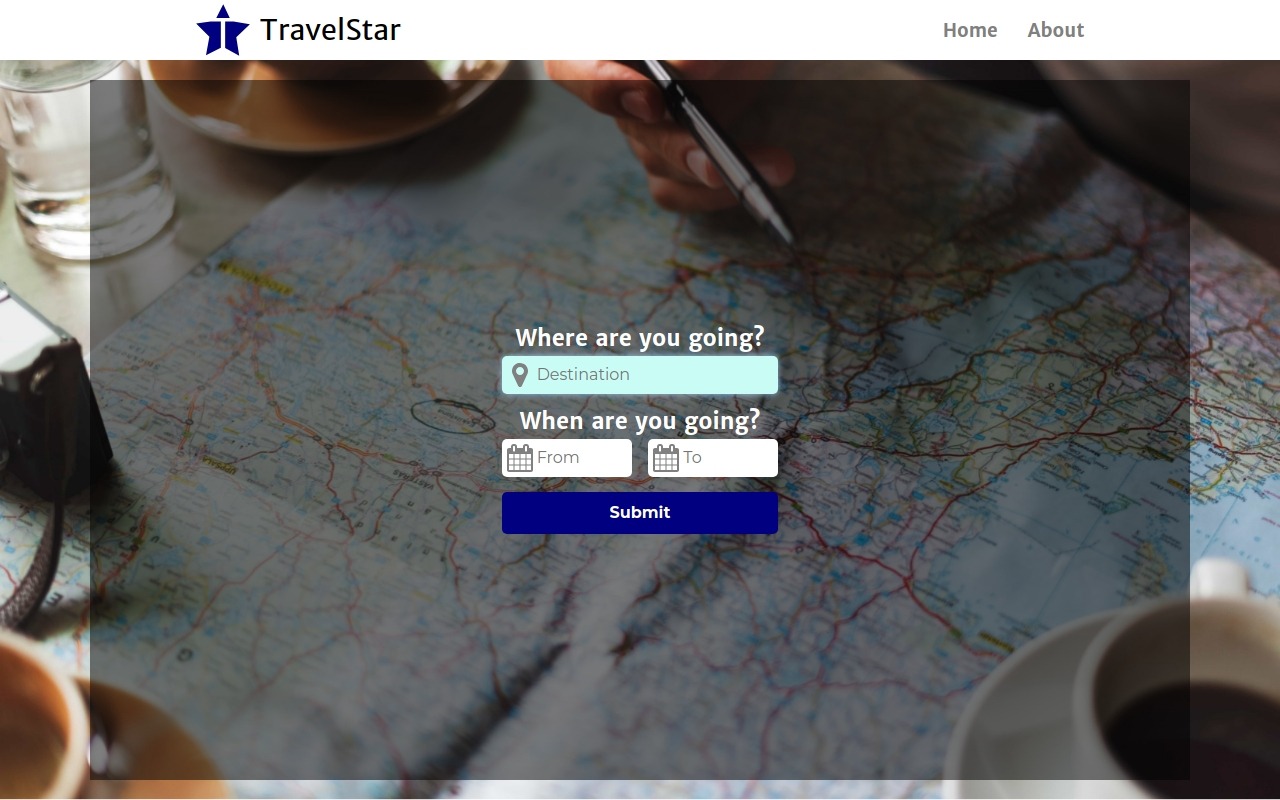 TravelStar
Home About
Where are you going?
Destination
When are you going?
From To
Submit